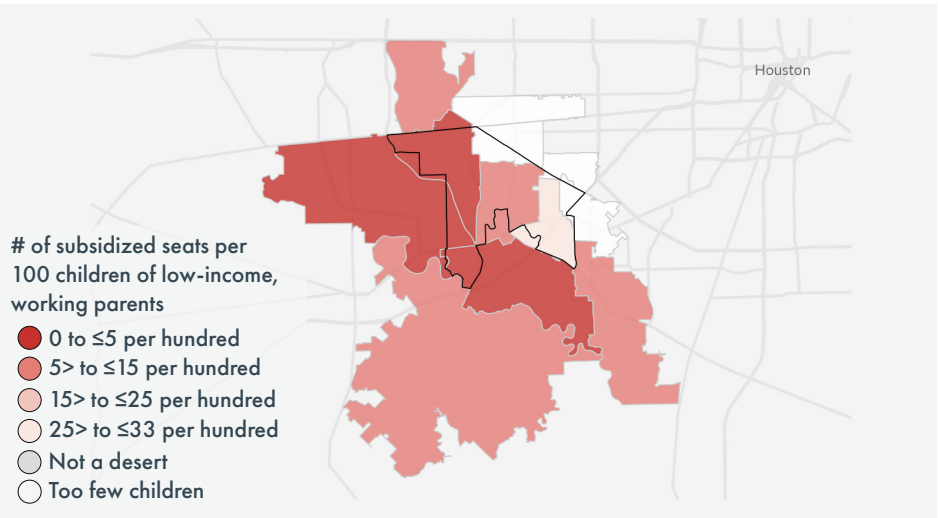 Houston
# of subsidized seats per
100 children of low-income,
working parents
0 to ≤5 per hundred
5> to ≤15 per hundred
15> to ≤25 per hundred
25> to ≤33 per hundred
Not a desert
Too few children